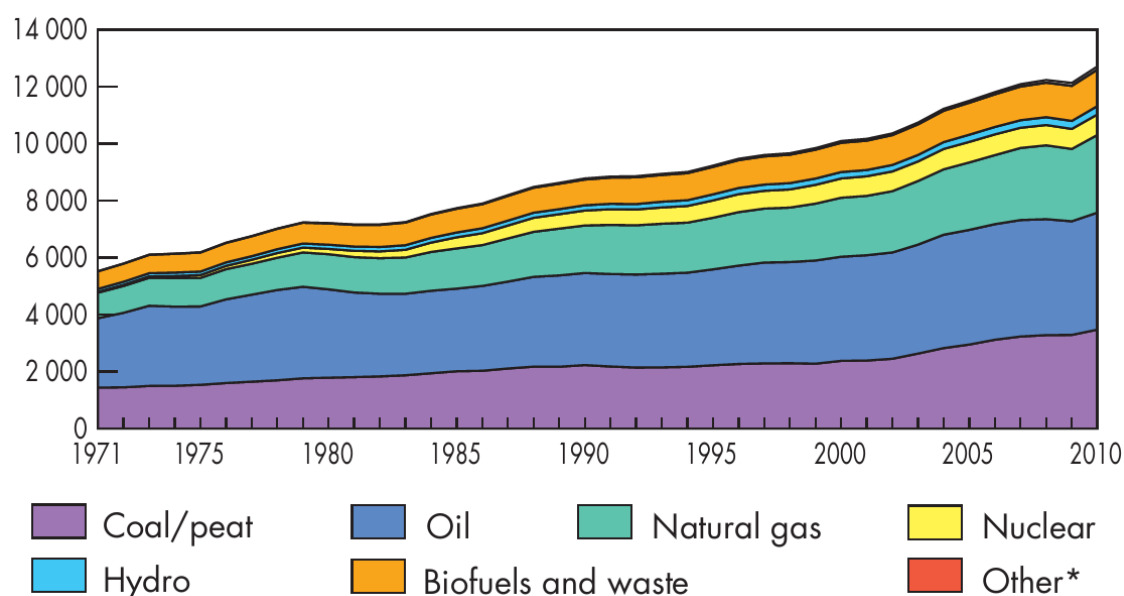 14 000
12 000
10 000
8 000
6 000
4 000
2 000
0
1971 1975 1980 1985 1990 1995 2000 2005 2010
Coal/peat Oil Natural gas Nuclear
Hydro Biofuels and waste Other*